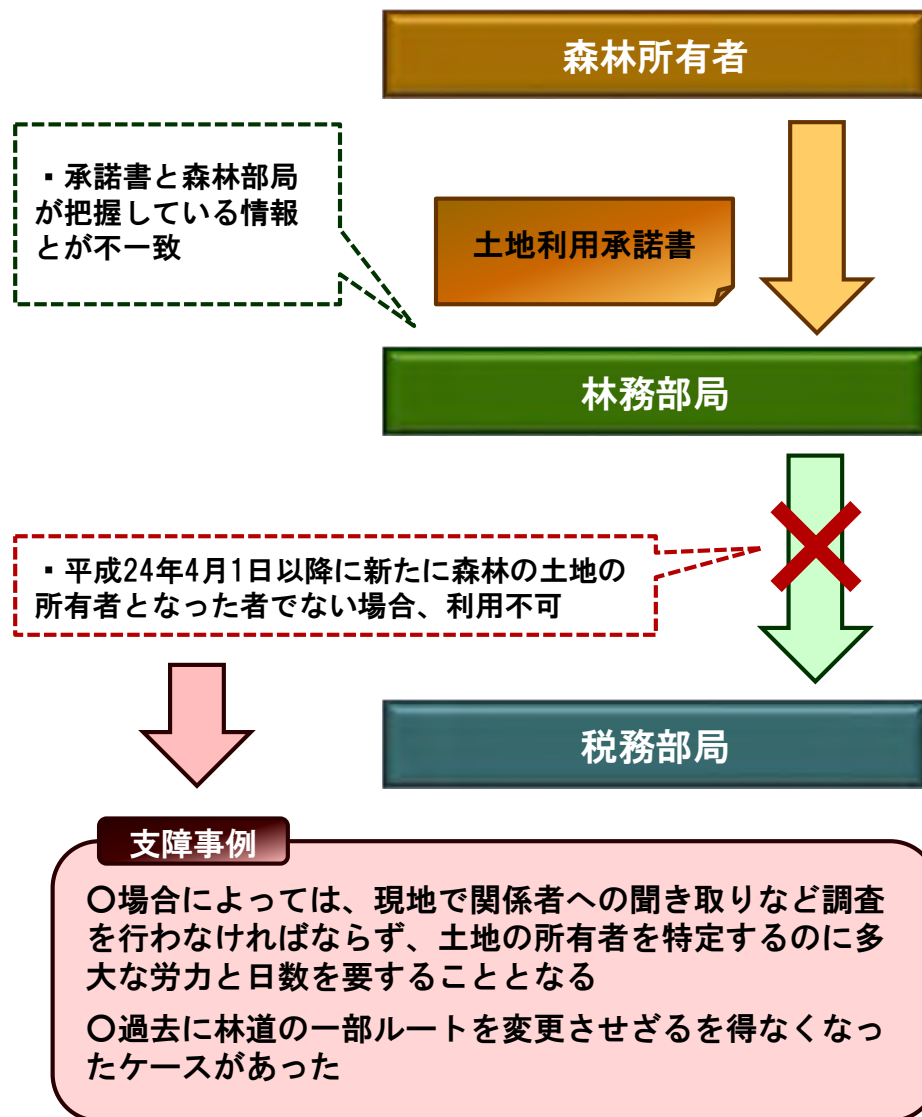 森林所有者
・承諾書と森林部局
が把握している情報
とが不一致
土地利用承諾書
林務部局
・平成24年4月1日以降に新たに森林の土地の
所有者となった者でない場合、利用不可
税務部局
支障事例
〇場合によっては、現地で関係者への聞き取りなど調査
を行わなければならず、土地の所有者を特定するのに多
大な労力と日数を要することとなる
〇過去に林道の一部ルートを変更させざるを得なくなっ
たケースがあった